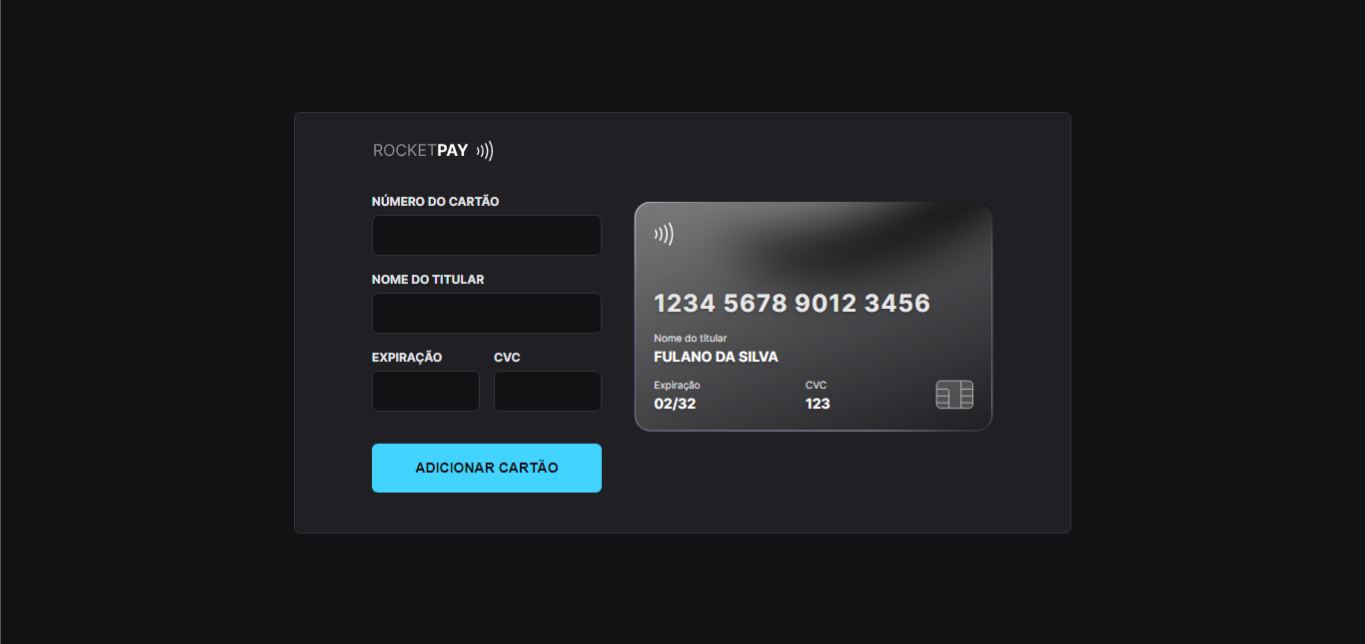 ROCKETPAY
NÚMERO DO CARTÃO
NOME DO TITULAR
EXPIRAÇÃO CVC
ADICIONAR CARTÃO
1234 5678 9012 3456
Nome do titular
FULANO DA SILVA
Expiração CVC
02/32 123